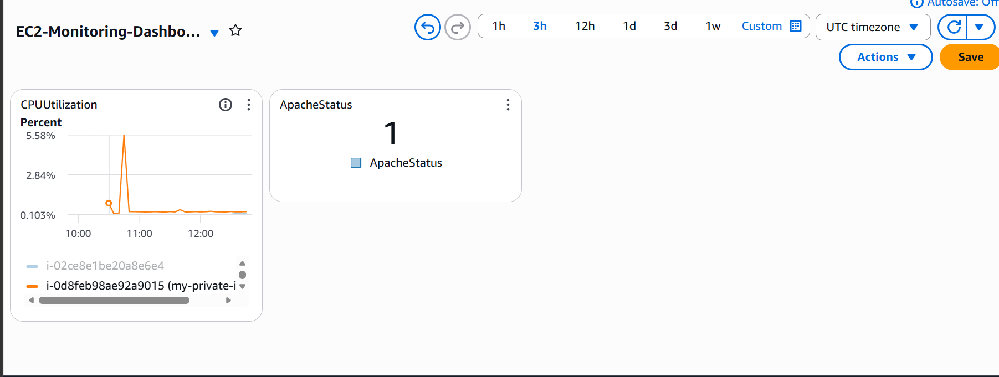 Autosave: Off
EC2-Monitoring-Dashbo...
1h 3h 12h 1d 3d 1w Custom
UTC timezone
Actions
Save
CPUUtilization
Percent
5.58%
2.84%
0.103%
10:00 11:00 12:00
i-02ce8e1be20a8e6e4
i-0d8feb98ae92a9015 (my-private-i
ApacheStatus
1
ApacheStatus